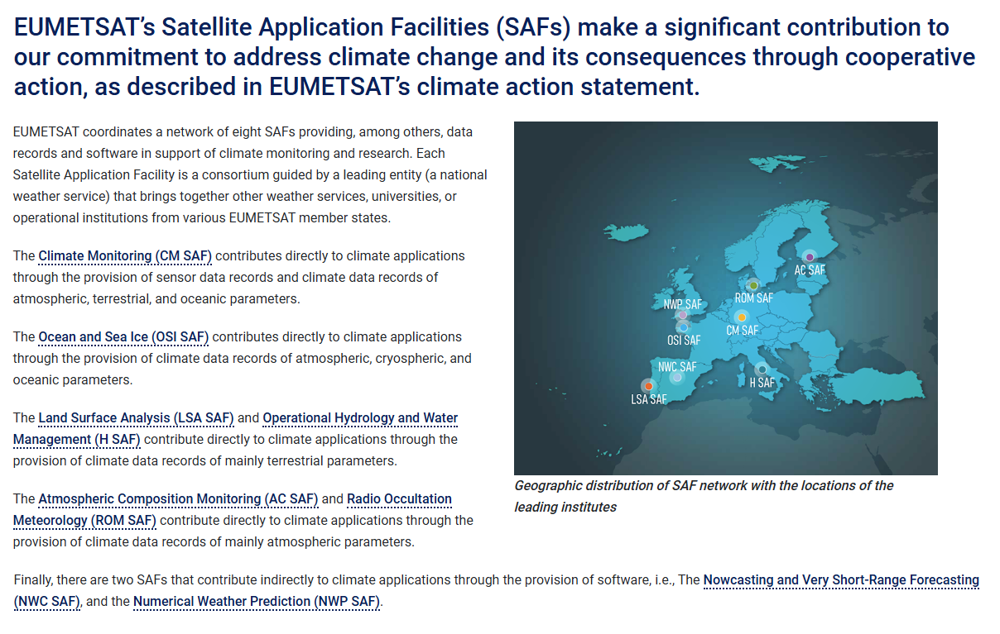 EUMETSAT’s Satellite Application Facilities (SAFs) make a significant contribution to
our commitment to address climate change and its consequences through cooperative
action, as described in EUMETSAT’s climate action statement.
EUMETSAT coordinates a network of eight SAFs providing, among others, data
records and software in support of climate monitoring and research. Each
Satellite Application Facility is a consortium guided by a leading entity (a national
weather service) that brings together other weather services, universities, or
operational institutions from various EUMETSAT member states.
The Climate Monitoring (CM SAF) contributes directly to climate applications
through the provision of sensor data records and climate data records of
atmospheric, terrestrial, and oceanic parameters.
The Ocean and Sea Ice (OSI SAF) contributes directly to climate applications
through the provision of climate data records of atmospheric, cryospheric, and
oceanic parameters.
The Land Surface Analysis (LSA SAF) and Operational Hydrology and Water
Management (H SAF) contribute directly to climate applications through the
provision of climate data records of mainly terrestrial parameters.
The Atmospheric Composition Monitoring (AC SAF) and Radio Occultation
Meteorology (ROM SAF) contribute directly to climate applications through the
provision of climate data records of mainly atmospheric parameters.
AC SAF
ROM SAF
NWP SAF
CM SAF
OSI SAF
NWC SAF
H SAF
LSA SAF
Geographic distribution of SAF network with the locations of the
leading institutes
Finally, there are two SAFs that contribute indirectly to climate applications through the provision of software, i.e., The Nowcasting and Very Short-Range Forecasting
(NWC SAF), and the Numerical Weather Prediction (NWP SAF).